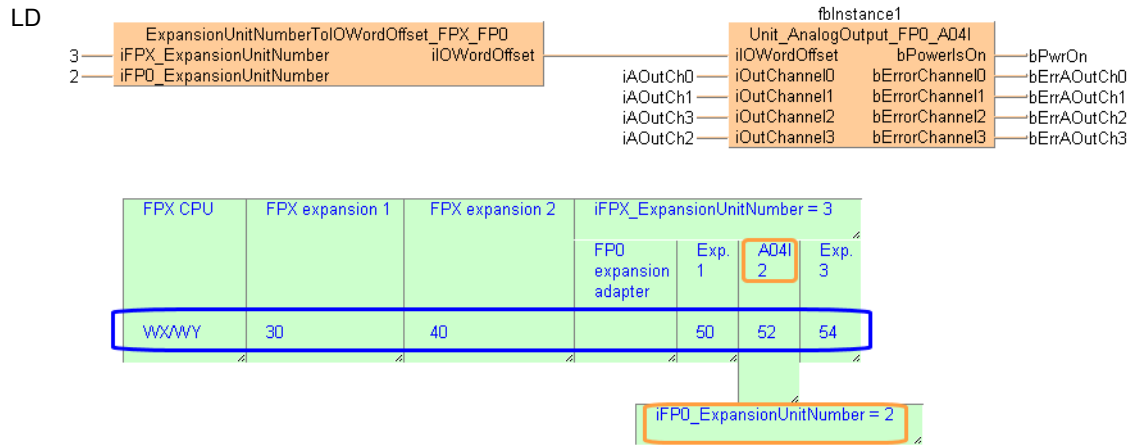 LD
fbInstance1
ExpansionUnitNumberToIOWordOffset_FPX_FP0
Unit_AnalogOutput_FP0_A04I
3 iFPX_ExpansionUnitNumber iIOWordOffset
iIOWordOffset bPowerIsOn bPwrOn
2 iFP0_ExpansionUnitNumber
iAOutCh0 iOutChannel0 bErrorChannel0 bErrAOutCh0
iAOutCh1 iOutChannel1 bErrorChannel1 bErrAOutCh1
iAOutCh3 iOutChannel2 bErrorChannel2 bErrAOutCh2
iAOutCh2 iOutChannel3 bErrorChannel3 bErrAOutCh3
FPX CPU FPX expansion 1 FPX expansion 2 iFPX_ExpansionUnitNumber = 3
FP0 Exp. A04I Exp.
expansion 1 2 3
adapter
WX/WY 30 40 50 52 54
iFP0_ExpansionUnitNumber = 2